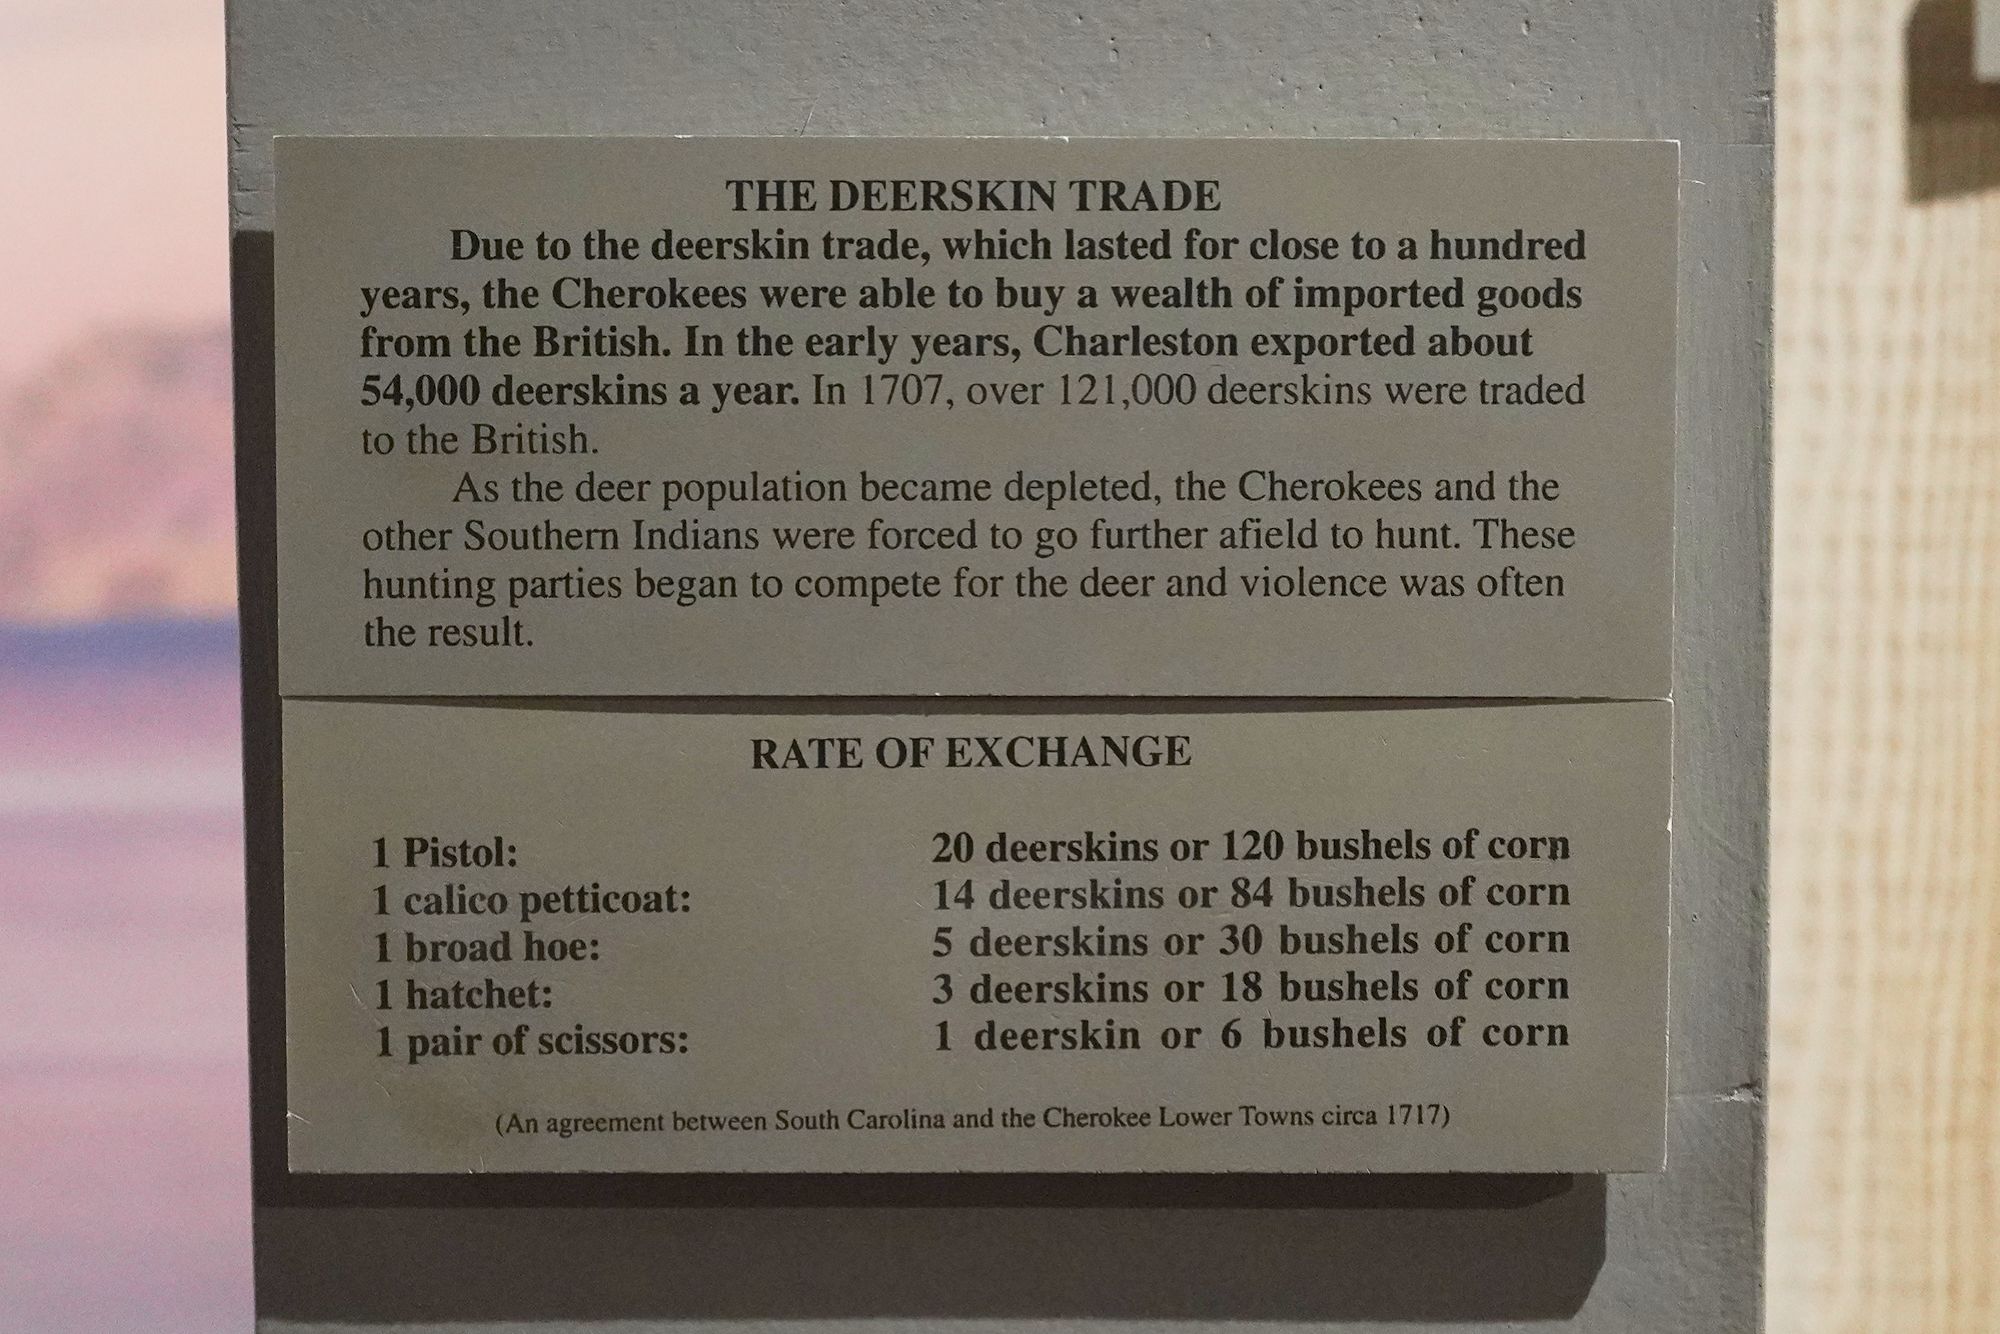 THE DEERSKIN TRADE
Due to the deerskin trade, which lasted for close to a hundred
years, the Cherokees were able to buy a wealth of imported goods
from the British. In the early years, Charleston exported about
54,000 deerskins a year. In 1707, over 121,000 deerskins were traded
to the British.
As the deer population became depleted, the Cherokees and the
other Southern Indians were forced to go further afield to hunt. These
hunting parties began to compete for the deer and violence was often
the result.
RATE OF EXCHANGE
1 Pistol: 20 deerskins or 120 bushels of corn
1 calico petticoat: 14 deerskins or 84 bushels of corn
1 broad hoe: 5 deerskins or 30 bushels of corn
1 hatchet: 3 deerskins or 18 bushels of corn
1 pair of scissors: 1 deerskin or 6 bushels of corn
(An agreement between South Carolina and the Cherokee Lower Towns circa 1717)